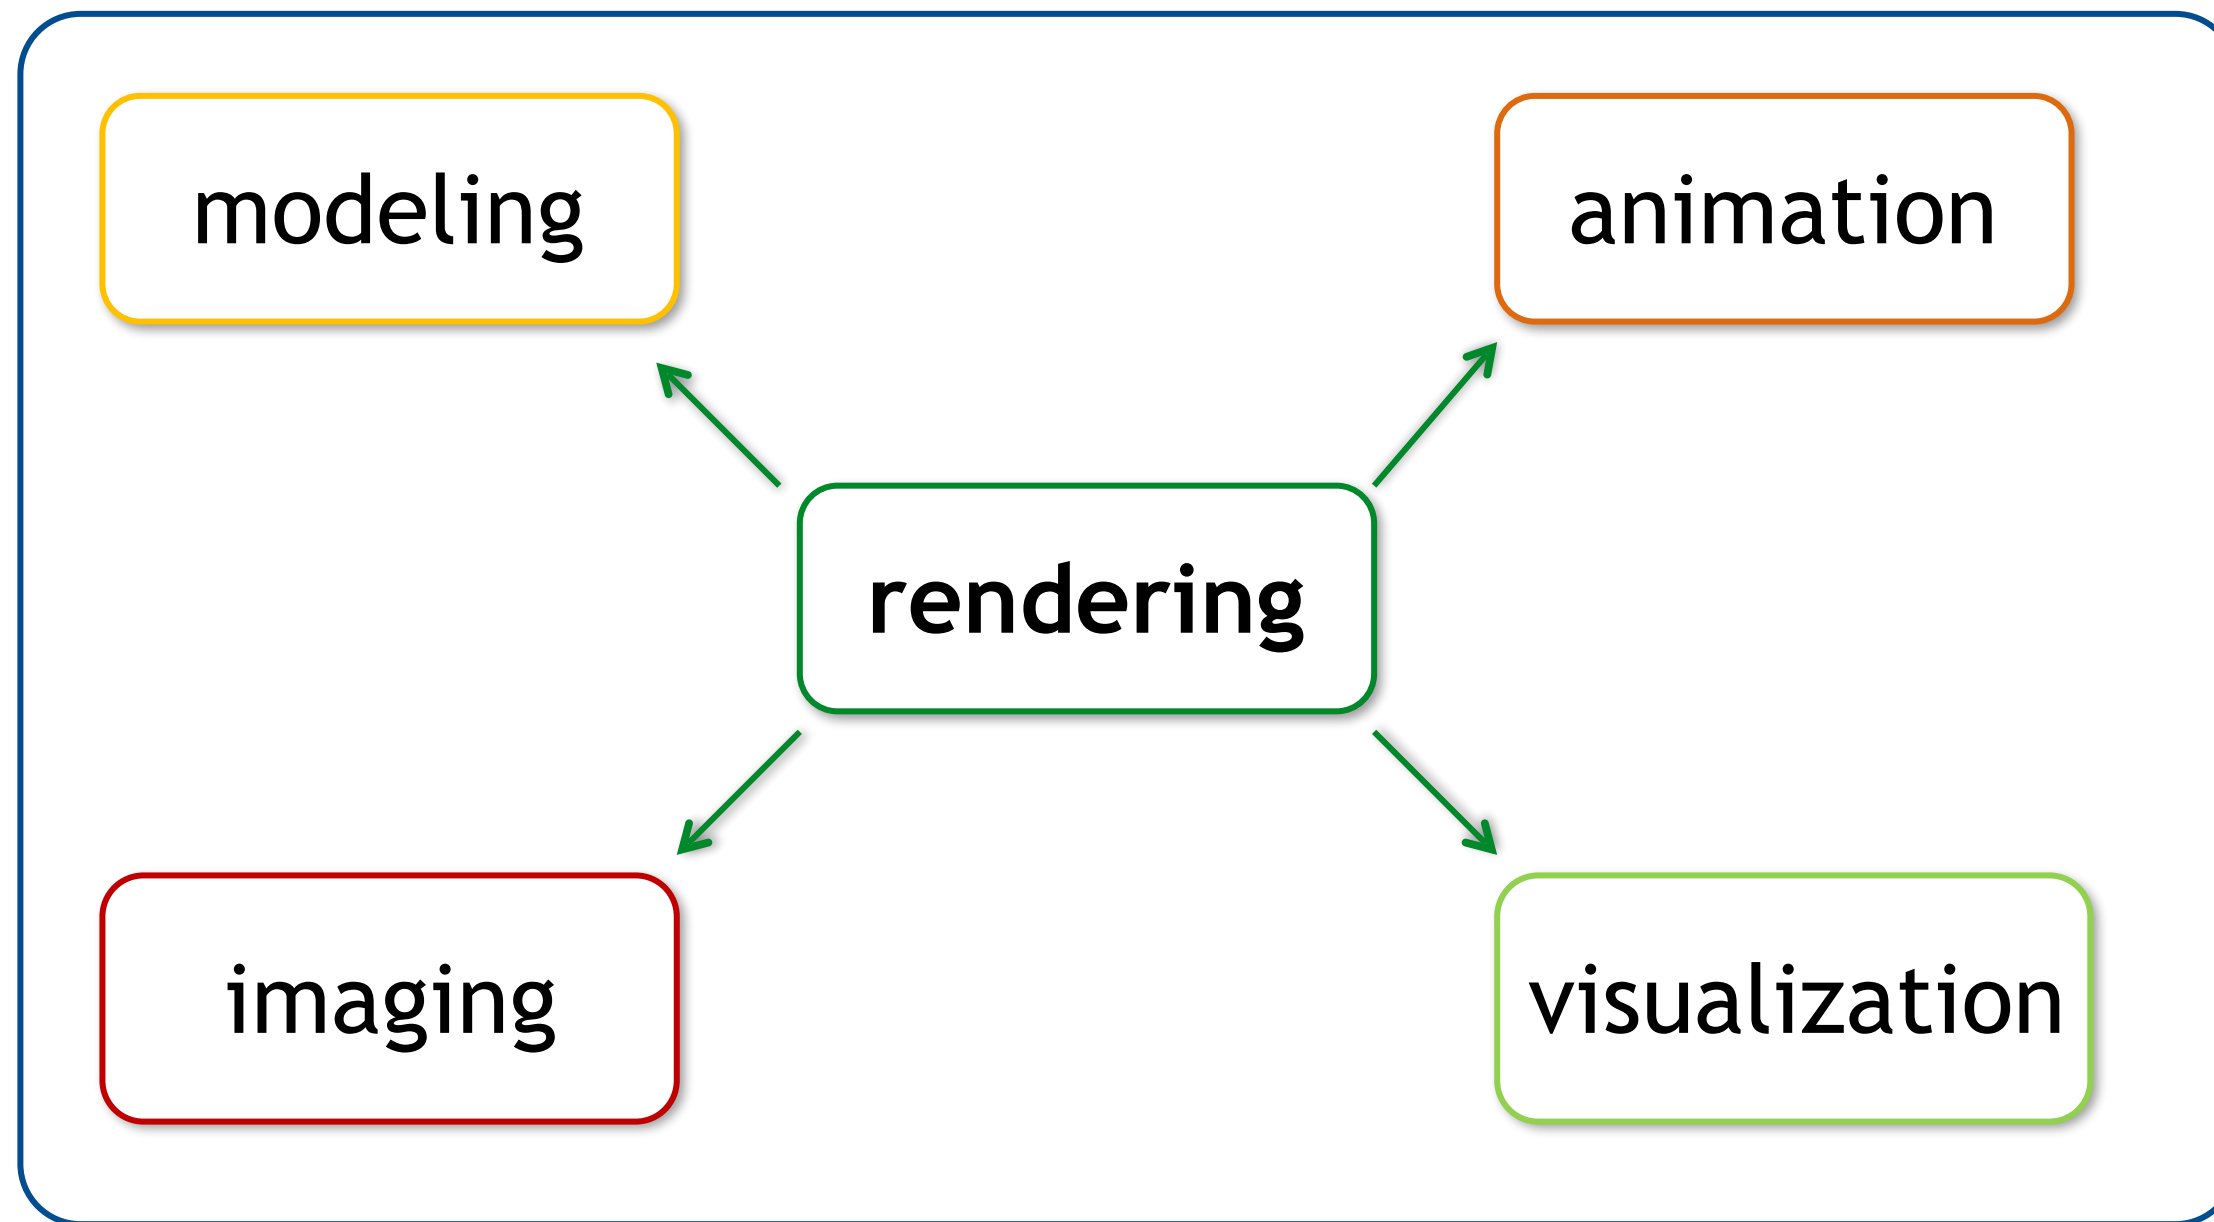 modeling
animation
rendering
imaging
visualization